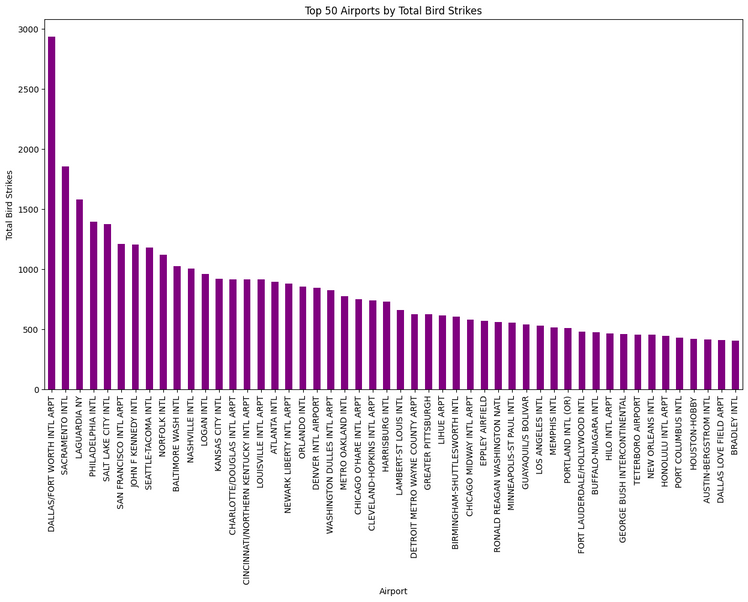 Top 50 Airports by Total Bird Strikes
Total Bird Strikes
3000
2500
2000
1500
1000
500
0
DALLAS/FORT WORTH INTL ARPT
SACRAMENTO INTL
LAGUARDIA NY
PHILADELPHIA INTL
SALT LAKE CITY INTL
SAN FRANCISCO INTL ARPT
JOHN F KENNEDY INTL
SEATTLE-TACOMA INTL
NORFOLK INTL
BALTIMORE WASH INTL
NASHVILLE INTL
LOGAN INTL
KANSAS CITY INTL
CHARLOTTE/DOUGLAS INTL ARPT
CINCINNATI/NORTHERN KENTUCKY INTL ARPT
LOUISVILLE INTL ARPT
ATLANTA INTL
NEWARK LIBERTY INTL ARPT
ORLANDO INTL
DENVER INTL AIRPORT
WASHINGTON DULLES INTL ARPT
METRO OAKLAND INTL
CHICAGO O'HARE INTL ARPT
CLEVELAND-HOPKINS INTL ARPT
HARRISBURG INTL
LAMBERT-ST LOUIS INTL
DETROIT METRO WAYNE COUNTY ARPT
GREATER PITTSBURGH
LIHUE ARPT
BIRMINGHAM-SHUTTLESWORTH INTL
CHICAGO MIDWAY INTL ARPT
EPPLEY AIRFIELD
RONALD REAGAN WASHINGTON NATL
MINNEAPOLIS-ST PAUL INTL
GUAYAQUIL/S BOLIVAR
LOS ANGELES INTL
MEMPHIS INTL
PORTLAND INTL (OR)
FORT LAUDERDALE/HOLLYWOOD INTL
BUFFALO-NIAGARA INTL
HILO INTL ARPT
GEORGE BUSH INTERCONTINENTAL
TETERBORO AIRPORT
NEW ORLEANS INTL
HONOLULU INTL ARPT
PORT COLUMBUS INTL
HOUSTON-HOBBY
AUSTIN-BERGSTROM INTL
DALLAS LOVE FIELD ARPT
BRADLEY INTL
Airport